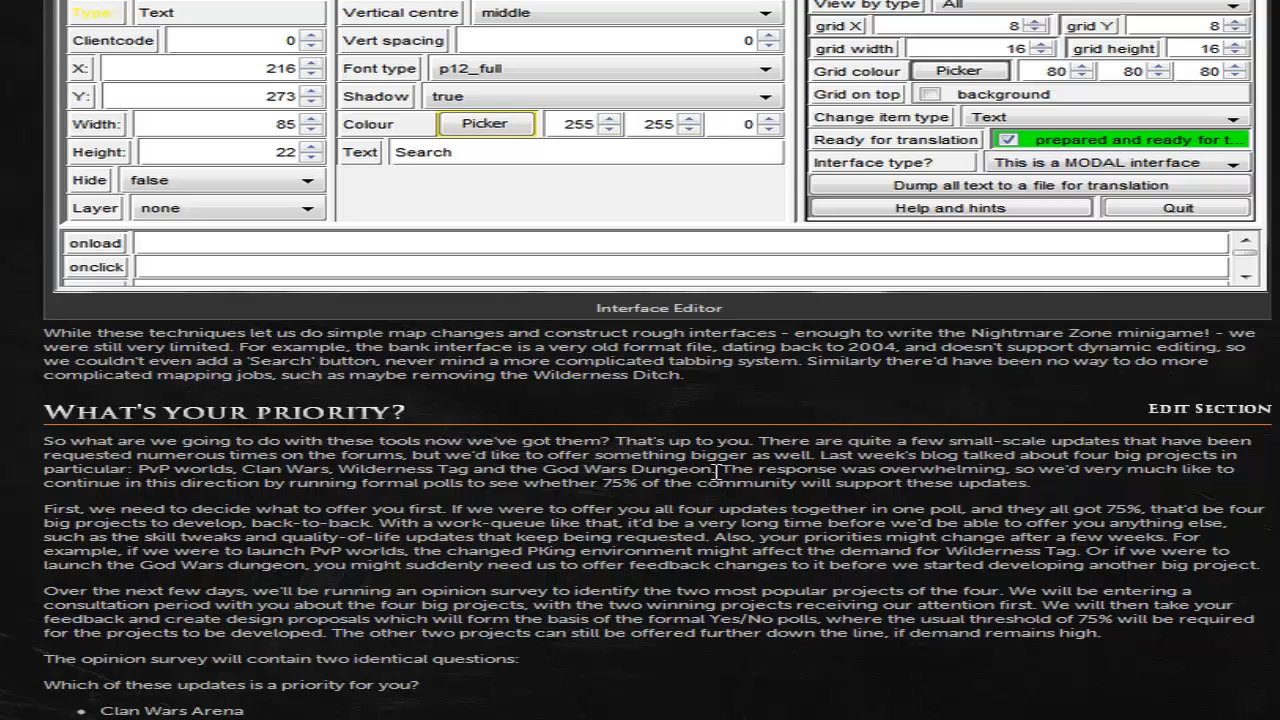 Type: Text Vertical centre middle View by type All
Clientcode 0 Vert spacing 0 grid X 8 grid Y 8
X: 216 Font type p12_full grid width 16 grid height 16
Y: 273 Shadow true Grid colour Picker 80 80 80
Width: 85 Colour Picker 255 255 0 Grid on top background
Height: 22 Text Search Change item type Text
Hide false Ready for translation prepared and ready for t...
Layer none Interface type? This is a MODAL interface
Dump all text to a file for translation
Help and hints Quit
onload
onclick
Interface Editor
While these techniques let us do simple map changes and construct rough interfaces - enough to write the Nightmare Zone minigame! - we
were still very limited. For example, the bank interface is a very old format file, dating back to 2004, and doesn't support dynamic editing, so
we couldn't even add a 'Search' button, never mind a more complicated tabbing system. Similarly there'd have been no way to do more
complicated mapping jobs, such as maybe removing the Wilderness Ditch.
What's your priority? Edit Section
So what are we going to do with these tools now we've got them? That's up to you. There are quite a few small-scale updates that have been
requested numerous times on the forums, but we'd like to offer something bigger as well. Last week's blog talked about four big projects in
particular: PvP worlds, Clan Wars, Wilderness Tag and the God Wars Dungeon. The response was overwhelming, so we'd very much like to
continue in this direction by running formal polls to see whether 75% of the community will support these updates.
First, we need to decide what to offer you first. If we were to offer you all four updates together in one poll, and they all got 75%, that'd be four
big projects to develop, back-to-back. With a work-queue like that, it'd be a very long time before we'd be able to offer you anything else,
such as the skill tweaks and quality-of-life updates that keep being requested. Also, your priorities might change after a few weeks. For
example, if we were to launch PvP worlds, the changed PKing environment might affect the demand for Wilderness Tag. Or if we were to
launch the God Wars dungeon, you might suddenly need us to offer feedback changes to it before we started developing another big project.
Over the next few days, we'll be running an opinion survey to identify the two most popular projects of the four. We will be entering a
consultation period with you about the four big projects, with the two winning projects receiving our attention first. We will then take your
feedback and create design proposals which will form the basis of the formal Yes/No polls, where the usual threshold of 75% will be required
for the projects to be developed. The other two projects can still be offered further down the line, if demand remains high.
The opinion survey will contain two identical questions:
Which of these updates is a priority for you?
• Clan Wars Arena